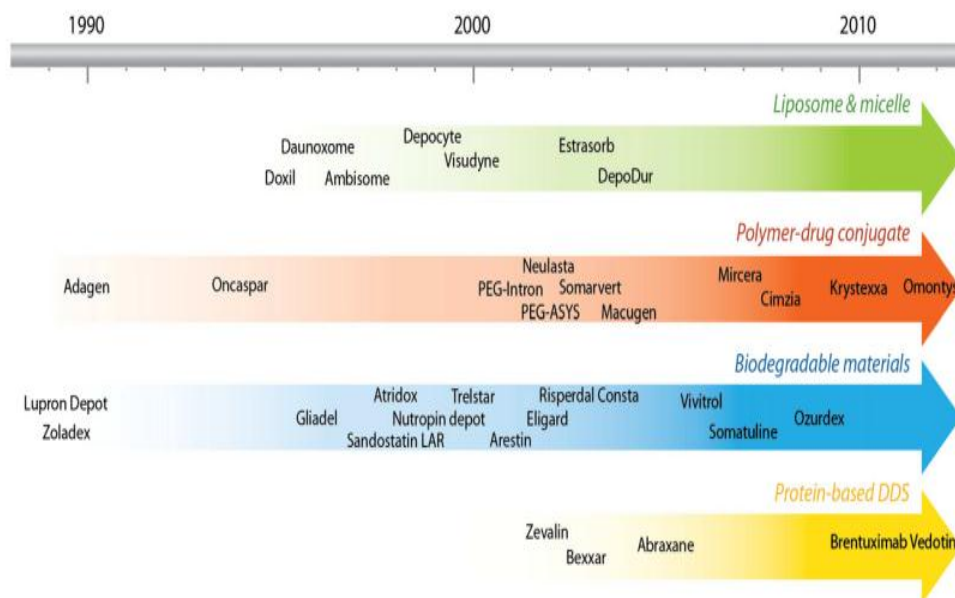 1990 2000 2010
Liposome & micelle
Depocyte
Daunoxome Estrasorb
Visudyne
Doxil Ambisome DepoDur
Polymer-drug conjugate
Neulasta
Mircera
Adagen Oncaspar PEG-Intron Somarvert Krystexxa Omontys
Cimzia
PEG-ASYS Macugen
Biodegradable materials
Atridox Trelstar Risperdal Consta
Lupron Depot Vivitrol
Gliadel Nutropin depot Eligard Ozurdex
Zoladex Somatuline
Sandostatin LAR Arestin
Protein-based DDS
Zevalin
Abraxane Brentuximab Vedotin
Bexxar